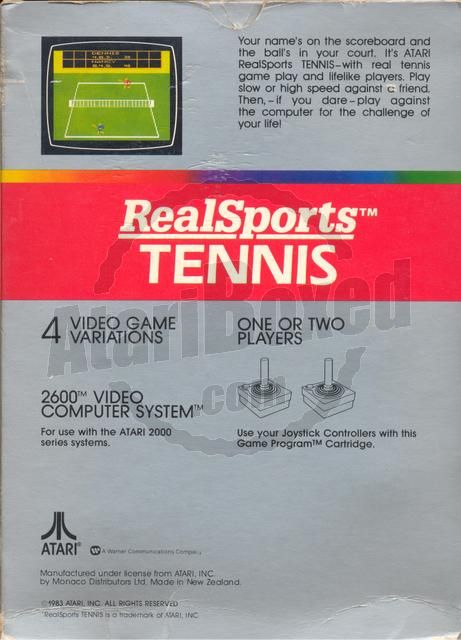 DENNIS
NANCY
Your name's on the scoreboard and
the ball's in your court. It's ATARI
RealSports TENNIS–with real tennis
game play and lifelike players. Play
slow or high speed against a friend.
Then,–if you dare–play against
the computer for the challenge of
your life!
RealSports™
TENNIS
4 VIDEO GAME
VARIATIONS
ONE OR TWO
PLAYERS
2600™ VIDEO
COMPUTER SYSTEM™
For use with the ATARI 2000
series systems.
Use your Joystick Controllers with this
Game Program™ Cartridge.
AtariBoxed
.com
ATARI®
A Warner Communications Company
Manufactured under license from ATARI, INC.
by Monaco Distributors Ltd. Made in New Zealand.
©1983 ATARI, INC. ALL RIGHTS RESERVED
*RealSports TENNIS is a trademark of ATARI, INC.